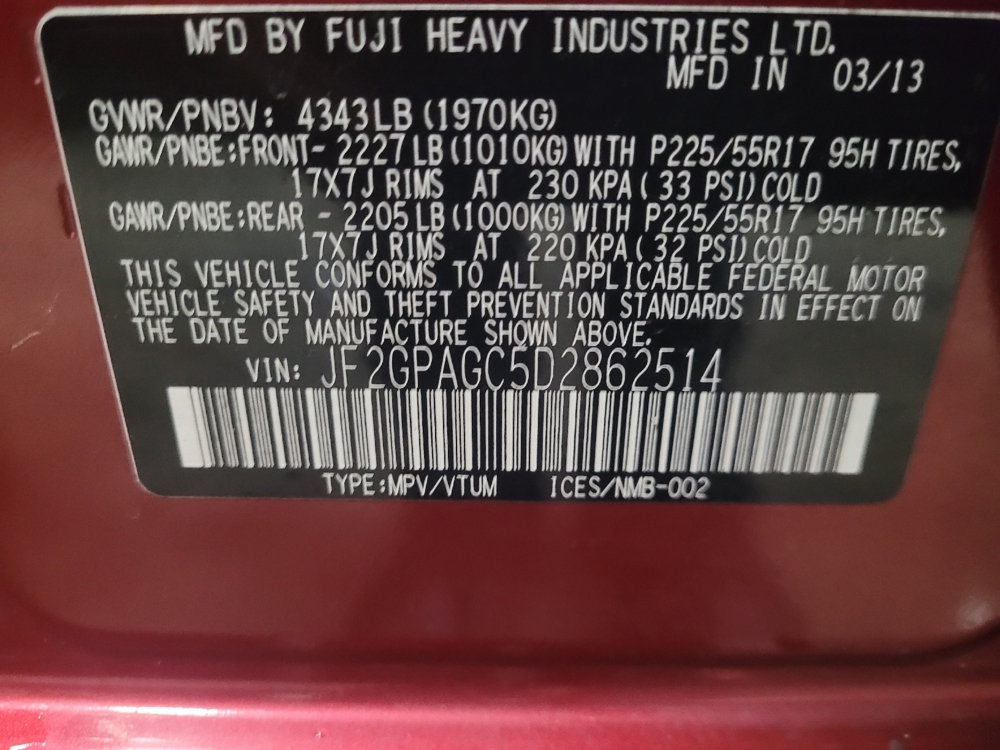 MFD BY FUJI HEAVY INDUSTRIES LTD.
MFD IN 03/13
GVWR/PNBV: 4343LB (1970KG)
GAWR/PNBE:FRONT- 2227 LB (1010KG) WITH P225/55R17 95H TIRES,
17X7J RIMS AT 230 KPA ( 33 PSI) COLD
GAWR/PNBE:REAR - 2205 LB (1000KG) WITH P225/55R17 95H TIRES,
17X7J RIMS AT 220 KPA ( 32 PSI) COLD
THIS VEHICLE CONFORMS TO ALL APPLICABLE FEDERAL MOTOR
VEHICLE SAFETY AND THEFT PREVENTION STANDARDS IN EFFECT ON
THE DATE OF MANUFACTURE SHOWN ABOVE.
VIN: JF2GPAGC5D2862514
TYPE:MPV/VTUM ICES/NMB-002